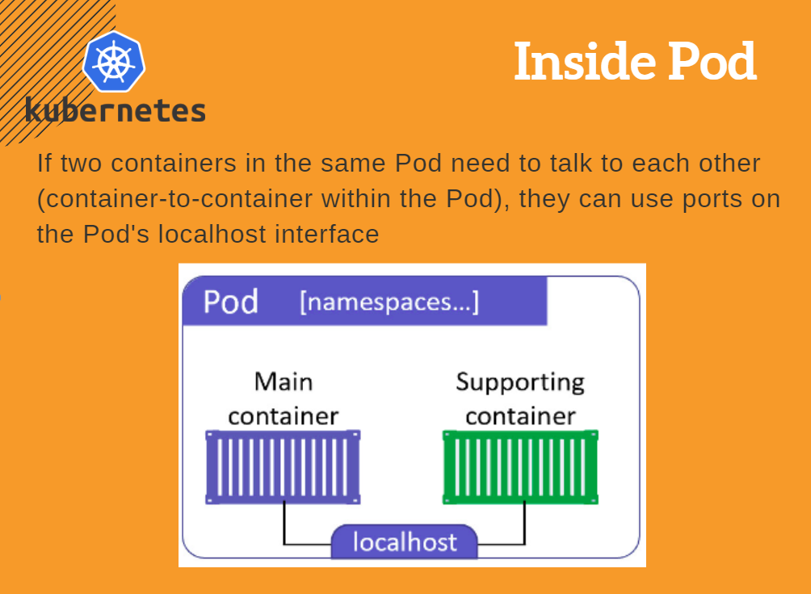 Inside Pod
kubernetes
If two containers in the same Pod need to talk to each other
(container-to-container within the Pod), they can use ports on
the Pod's localhost interface
Pod [namespaces...]
Main
container
Supporting
container
localhost